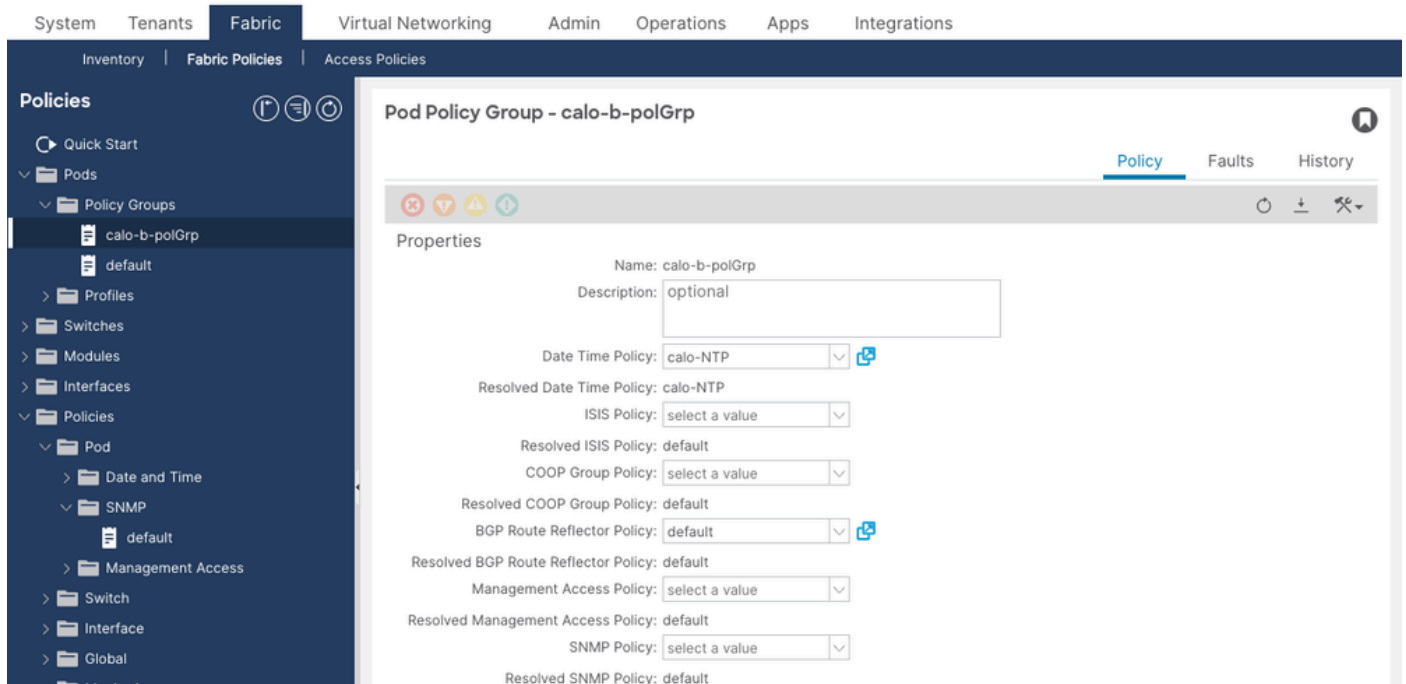 System Tenants Fabric Virtual Networking Admin Operations Apps Integrations
Inventory | Fabric Policies | Access Policies
Policies
Quick Start
Pods
Policy Groups
calo-b-polGrp
default
Profiles
Switches
Modules
Interfaces
Policies
Pod
Date and Time
SNMP
default
Management Access
Switch
Interface
Global
Pod Policy Group - calo-b-polGrp
Policy Faults History
Properties
Name: calo-b-polGrp
Description: optional
Date Time Policy: calo-NTP
Resolved Date Time Policy: calo-NTP
ISIS Policy: select a value
Resolved ISIS Policy: default
COOP Group Policy: select a value
Resolved COOP Group Policy: default
BGP Route Reflector Policy: default
Resolved BGP Route Reflector Policy: default
Management Access Policy: select a value
Resolved Management Access Policy: default
SNMP Policy: select a value
Resolved SNMP Policy: default